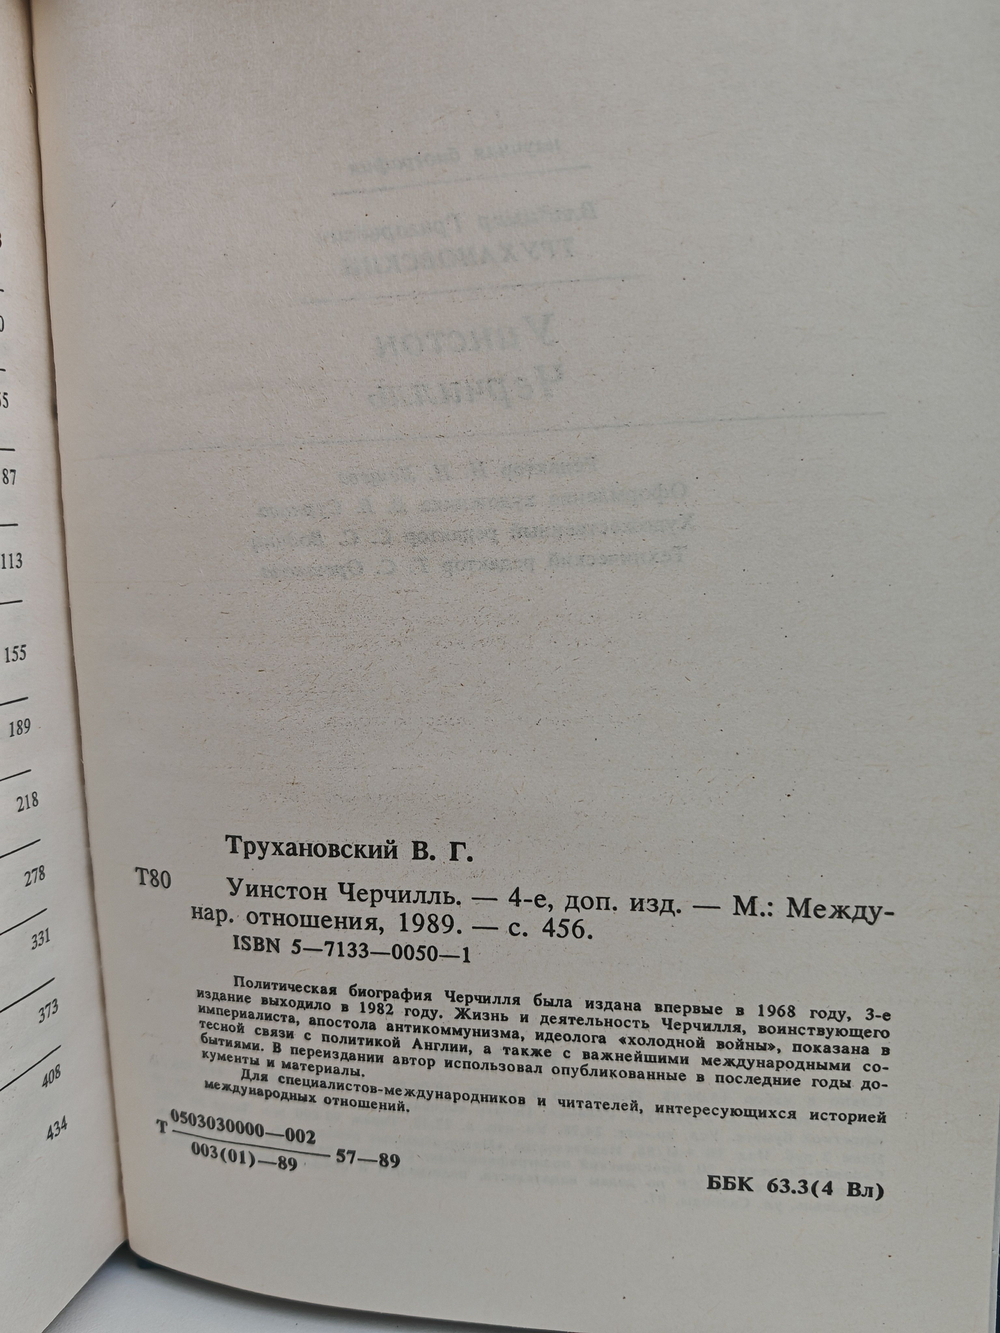 87
113
155
189
218
278
331
373
408
434
Трухановский В. Г.
Т80
Уинстон Черчилль. — 4-е, доп. изд. — М.: Между-
нар. отношения, 1989. — с. 456.
ISBN 5—7133—0050—1
Политическая биография Черчилля была издана впервые в 1968 году, 3-е
издание выходило в 1982 году. Жизнь и деятельность Черчилля, воинствующего
империалиста, апостола антикоммунизма, идеолога «холодной войны», показана в
тесной связи с политикой Англии, а также с важнейшими международными со-
бытиями. В переиздании автор использовал опубликованные в последние годы до-
кументы и материалы.
Для специалистов-международников и читателей, интересующихся историей
международных отношений.
Т 0503030000—002
003(01)—89
57—89
ББК 63.3(4 Вл)